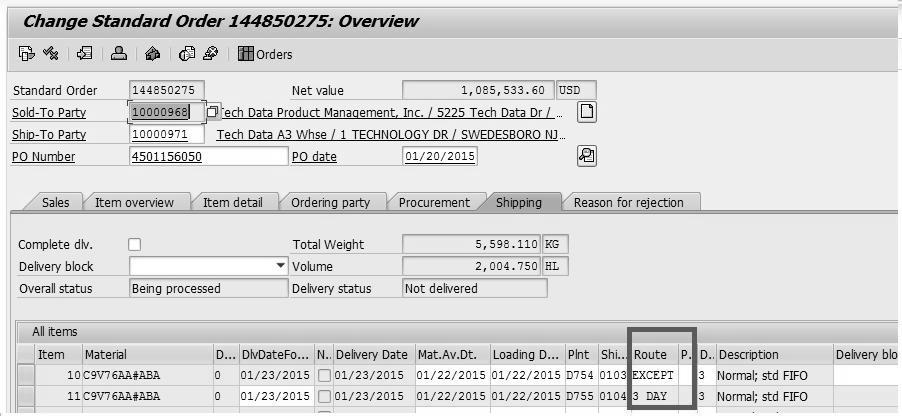 Change Standard Order 144850275: Overview
Orders
Standard Order 144850275 Net value 1,085,533.60 USD
Sold-To Party 10000968 Tech Data Product Management, Inc. / 5225 Tech Data Dr / ...
Ship-To Party 10000971 Tech Data A3 Whse / 1 TECHNOLOGY DR / SWEDESBORO NJ...
PO Number 4501156050 PO date 01/20/2015
Sales Item overview Item detail Ordering party Procurement Shipping Reason for rejection
Complete dlv. Total Weight 5,598.110 KG
Delivery block Volume 2,004.750 HL
Overall status Being processed Delivery status Not delivered
All items
Item Material D... DlvDateFo... N.. Delivery Date Mat.Av.Dt. Loading D... Plnt Shi... Route P.. D.. Description Delivery blo
10 C9V76AA#ABA 0 01/23/2015 01/23/2015 01/22/2015 01/22/2015 D754 0103 EXCEPT 3 Normal; std FIFO
11 C9V76AA#ABA 0 01/23/2015 01/23/2015 01/22/2015 01/22/2015 D755 0104 3 DAY 3 Normal; std FIFO